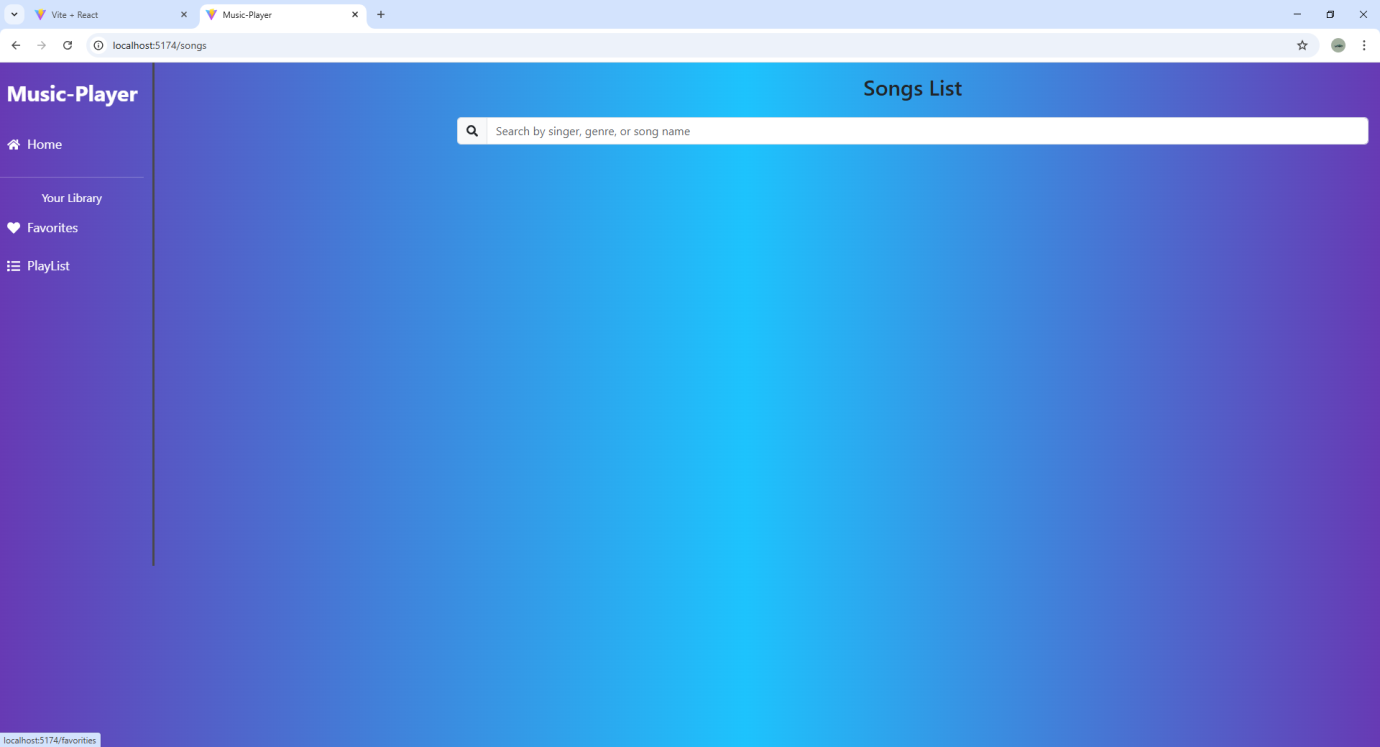 Vite + React
Music-Player
localhost:5174/songs
Music-Player
Home
Your Library
Favorites
PlayList
Songs List
Search by singer, genre, or song name
localhost:5174/favorities